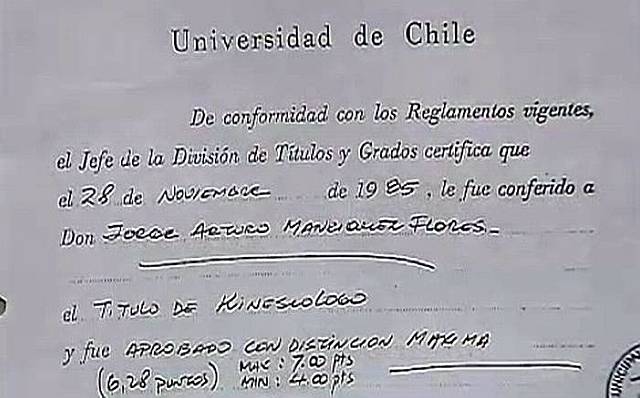 Universidad de Chile
De conformidad con los Reglamentos vigentes,
el Jefe de la División de Títulos y Grados certifica que
el 28 de NOVIEMBRE de 1985, le fue conferido a
Don JORGE ARTURO MANRIQUEZ FLORES
el TITULO DE KINESIOLOGO
y fue APROBADO CON DISTINCION MAXIMA
(6,28 PUNTOS) MAX : 7.00 pts
MIN : 4.00 pts